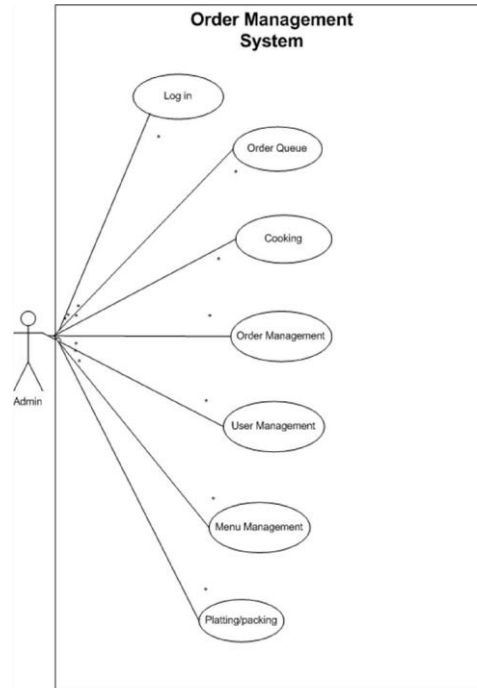 Order Management
System
Log in
Order Queue
Cooking
Order Management
Admin
User Management
Menu Management
Platting/packing